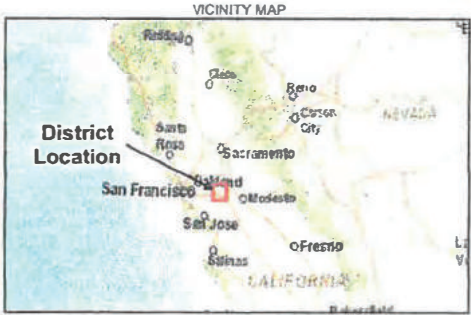 VICINITY MAP
Redding
Chico
Reno
Carson
City
NEVADA
Santa
Rosa
District
Location
Sacramento
Oakland
San Francisco
Modesto
San Jose
Fresno
Salinas
CALIFORNIA
Bakersfield